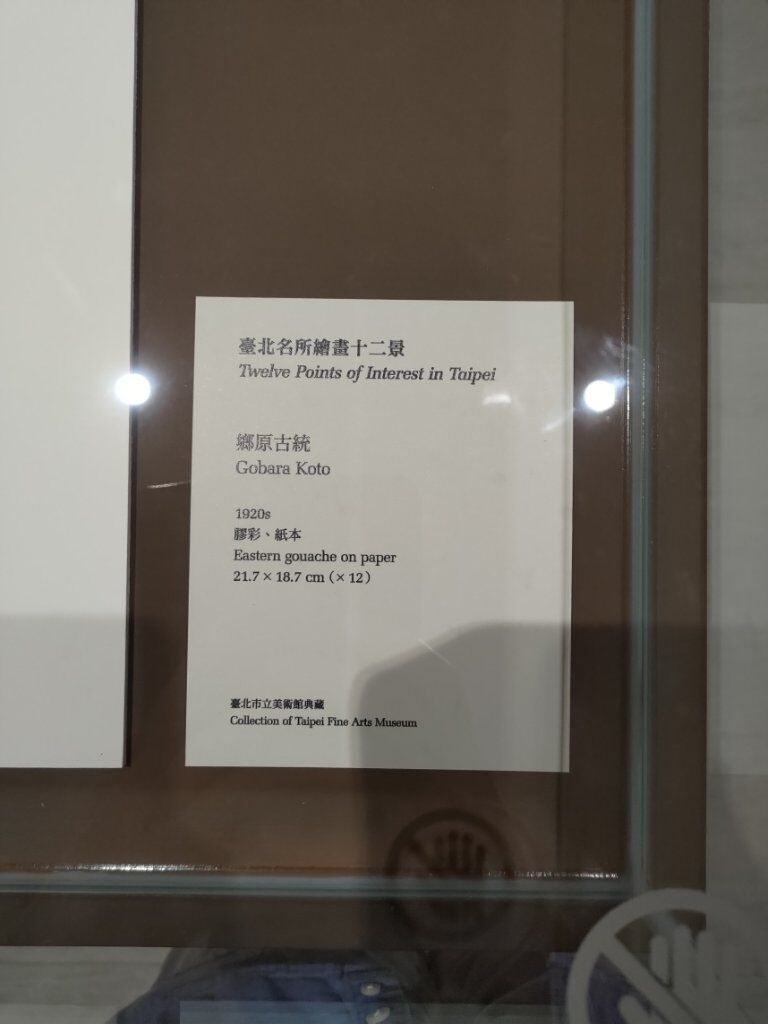 臺北名所繪畫十二景
Twelve Points of Interest in Taipei
鄉原古統
Gobara Koto
1920s
膠彩、紙本
Eastern gouache on paper
21.7 × 18.7 cm (× 12)
臺北市立美術館典藏
Collection of Taipei Fine Arts Museum